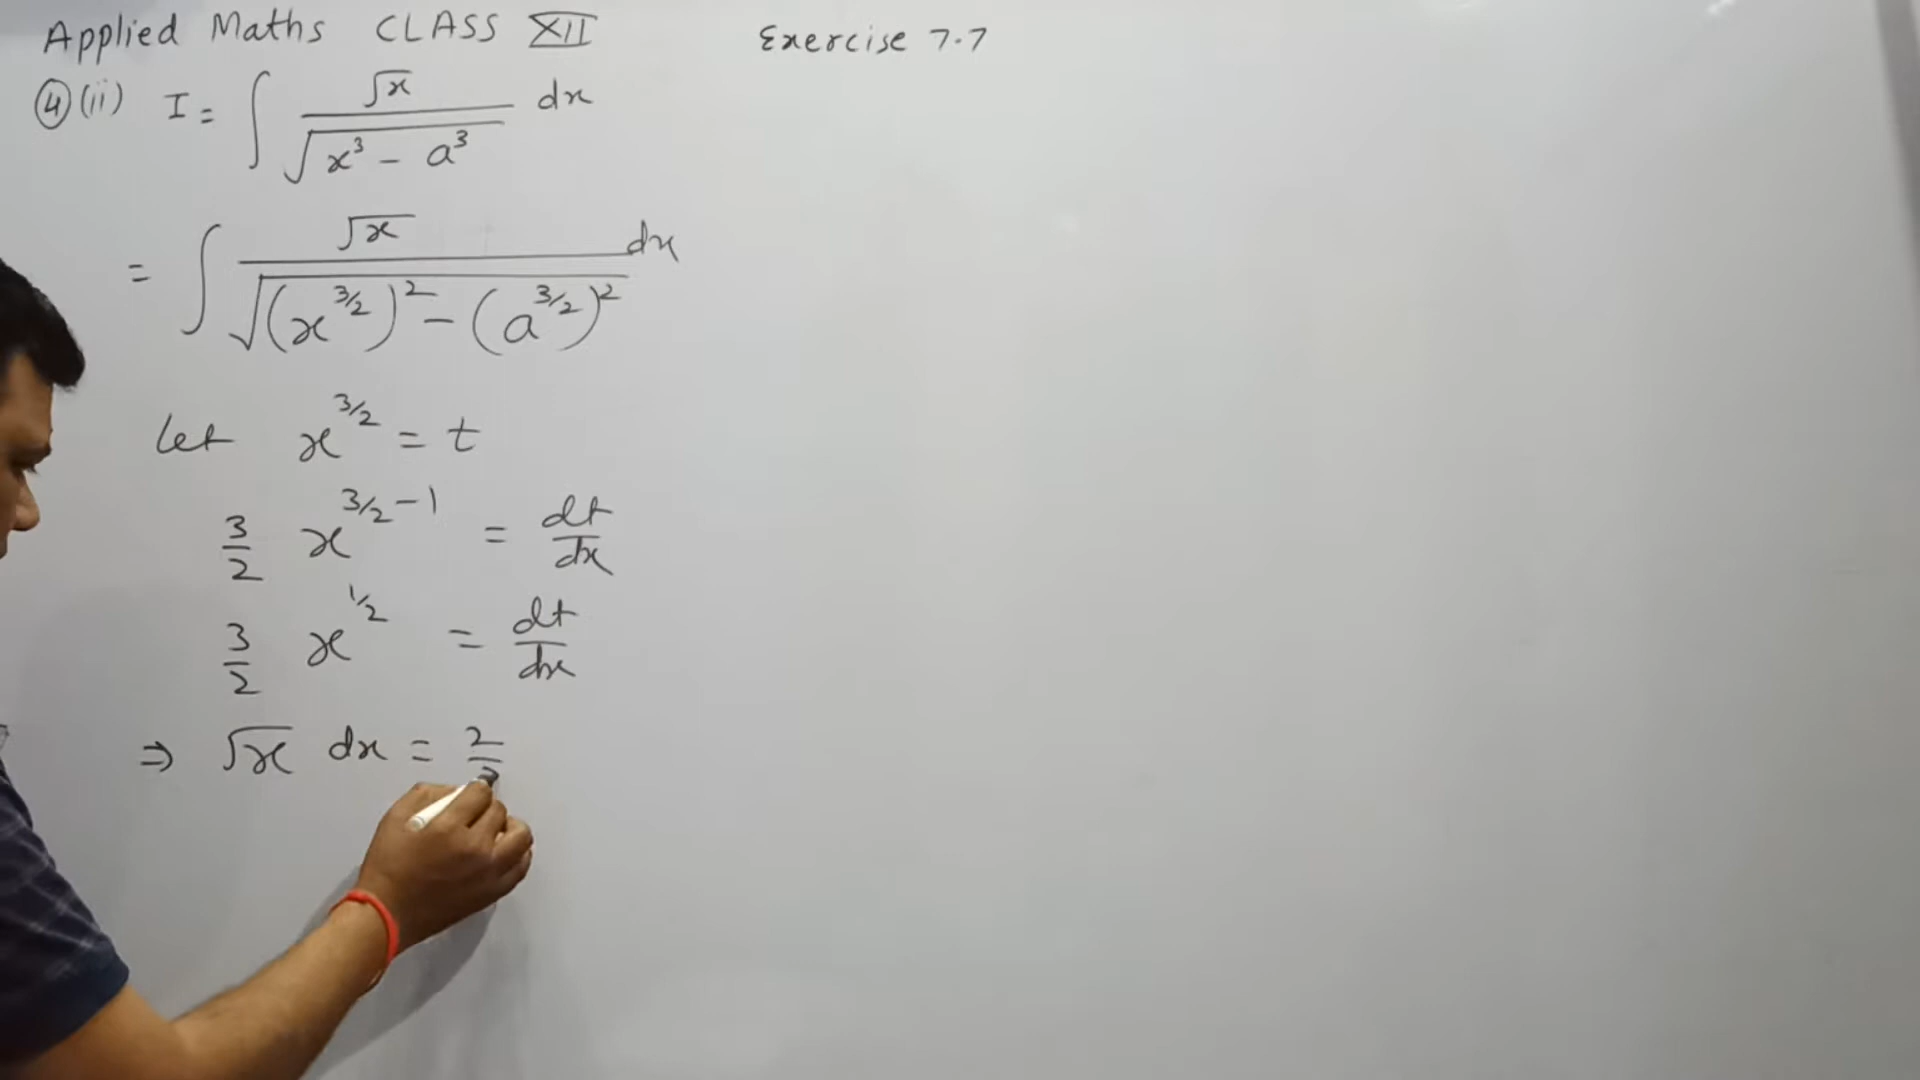 Applied Maths CLASS XII Exercise 7.7
④(ii) I = ∫ √x / √(x³ - a³) dx
= ∫ √x / √((x^3/2)² - (a^3/2)²) dx
Let x^3/2 = t
3/2 x^3/2-1 = dt/dx
3/2 x^1/2 = dt/dx
⇒ √x dx = 2/3